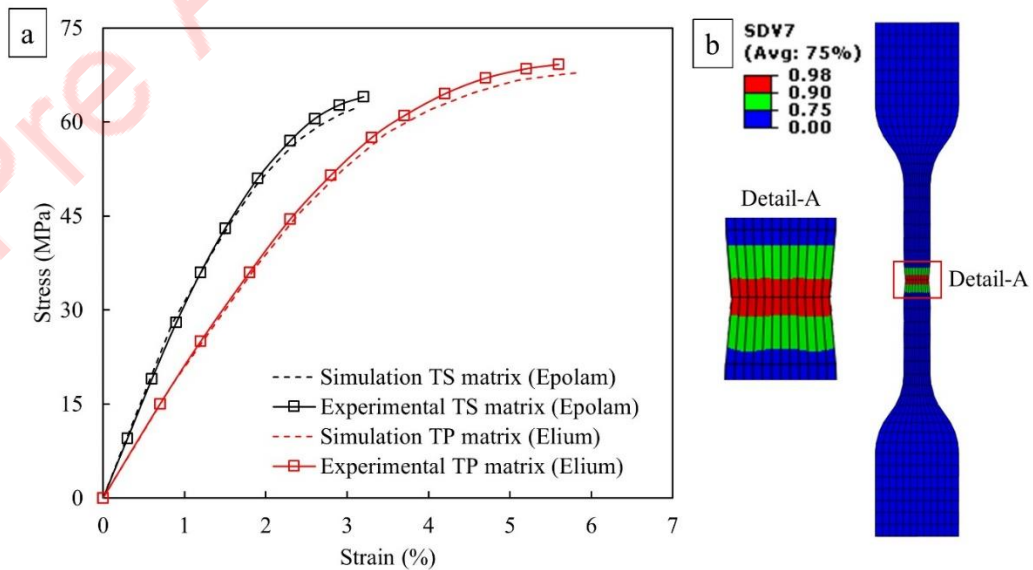 Pre A
a
75
60
45
30
15
0
Stress (MPa)
0 1 2 3 4 5 6 7
Strain (%)
Simulation TS matrix (Epolam)
Experimental TS matrix (Epolam)
Simulation TP matrix (Elium)
Experimental TP matrix (Elium)
b
SDV7
(Avg: 75%)
0.98
0.90
0.75
0.00
Detail-A
Detail-A